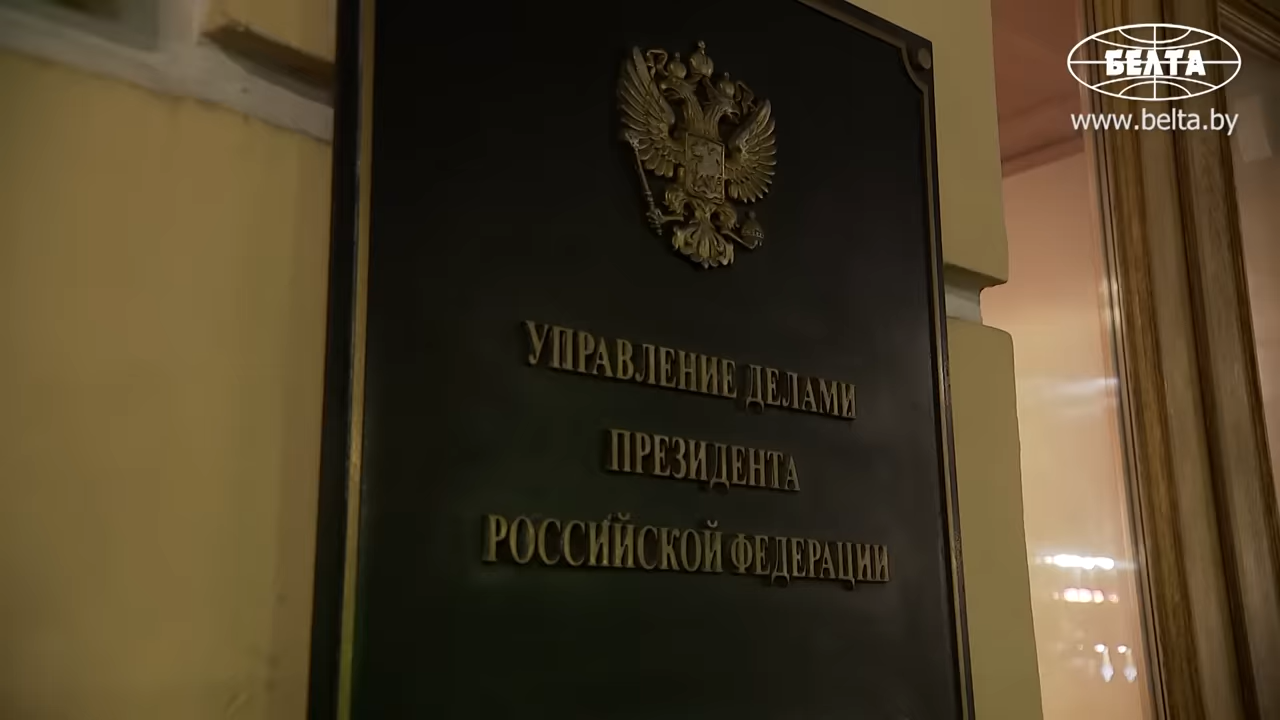 БЕЛТА
www.belta.by
УПРАВЛЕНИЕ ДЕЛАМИ
ПРЕЗИДЕНТА
РОССИЙСКОЙ ФЕДЕРАЦИИ